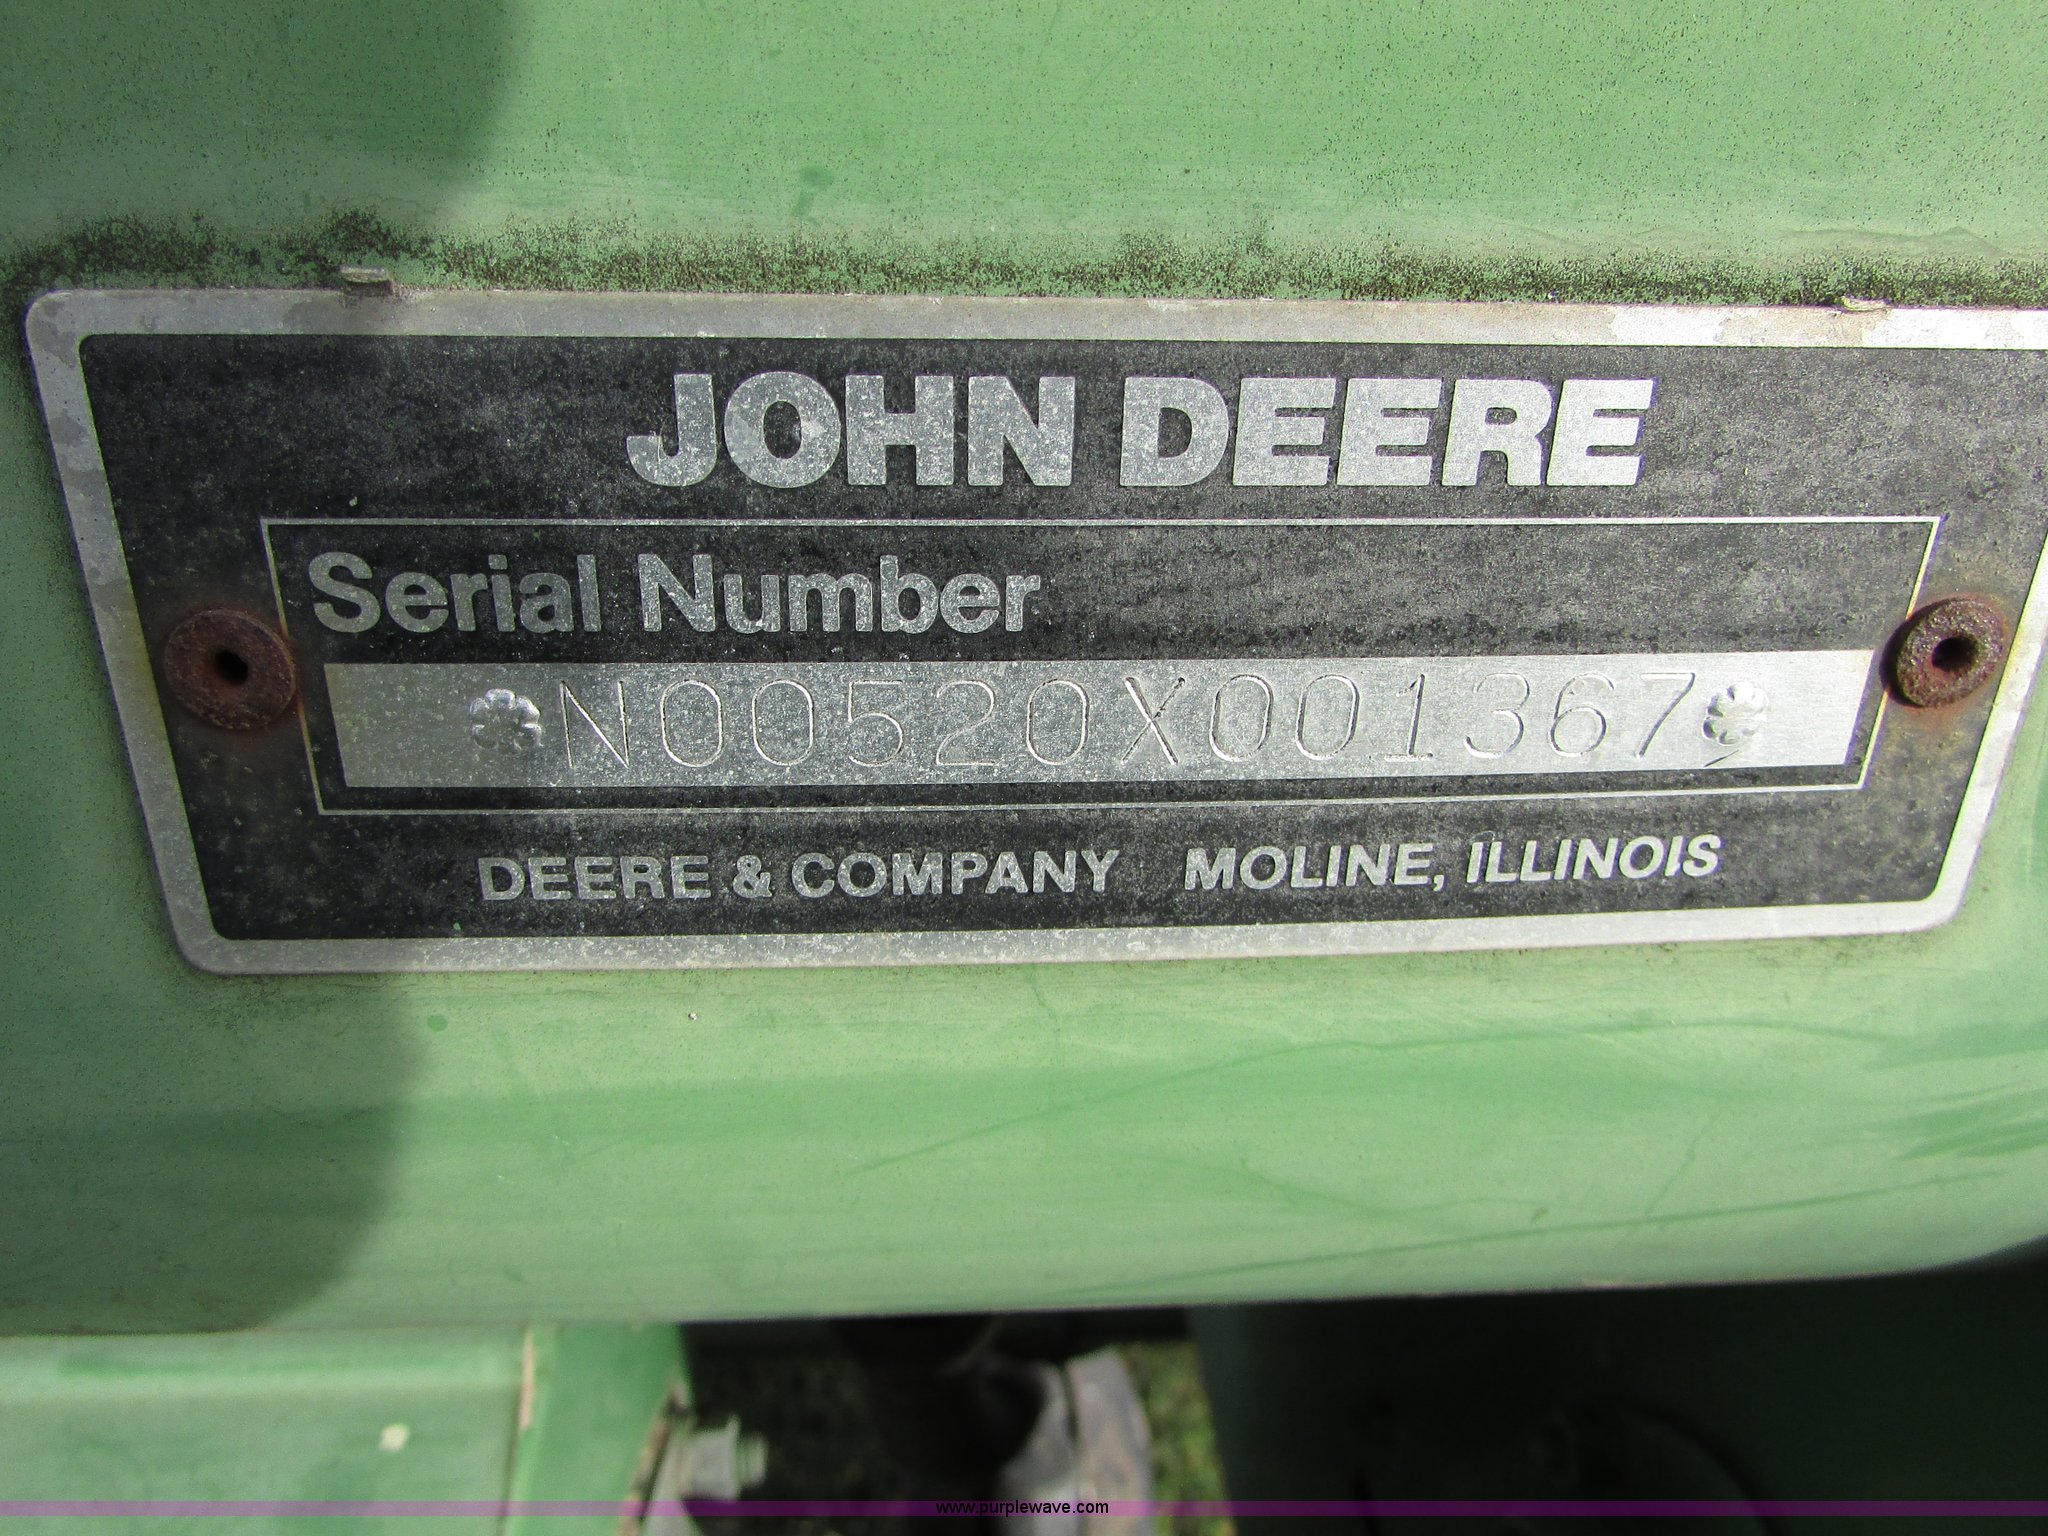 JOHN DEERE
Serial Number
*N00520X001367*
DEERE & COMPANY MOLINE, ILLINOIS
www.purplewave.com